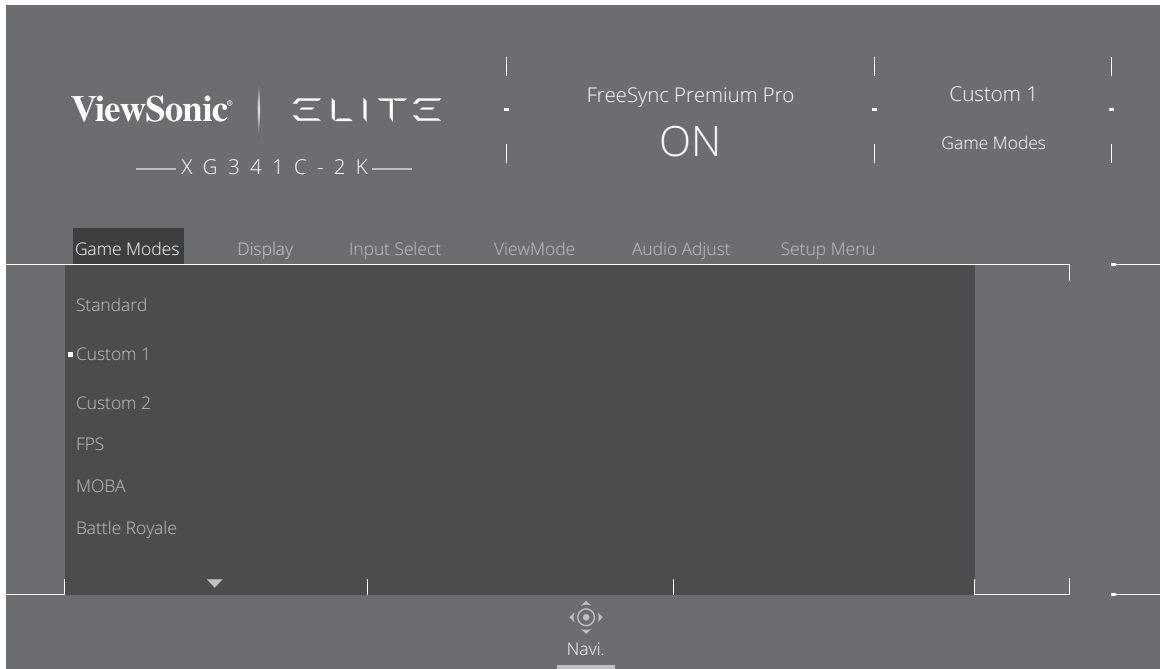 ViewSonic® ELITE
XG341C-2K
FreeSync Premium Pro
ON
Custom 1
Game Modes
Game Modes Display Input Select ViewMode Audio Adjust Setup Menu
Standard
Custom 1
Custom 2
FPS
MOBA
Battle Royale
Navi.